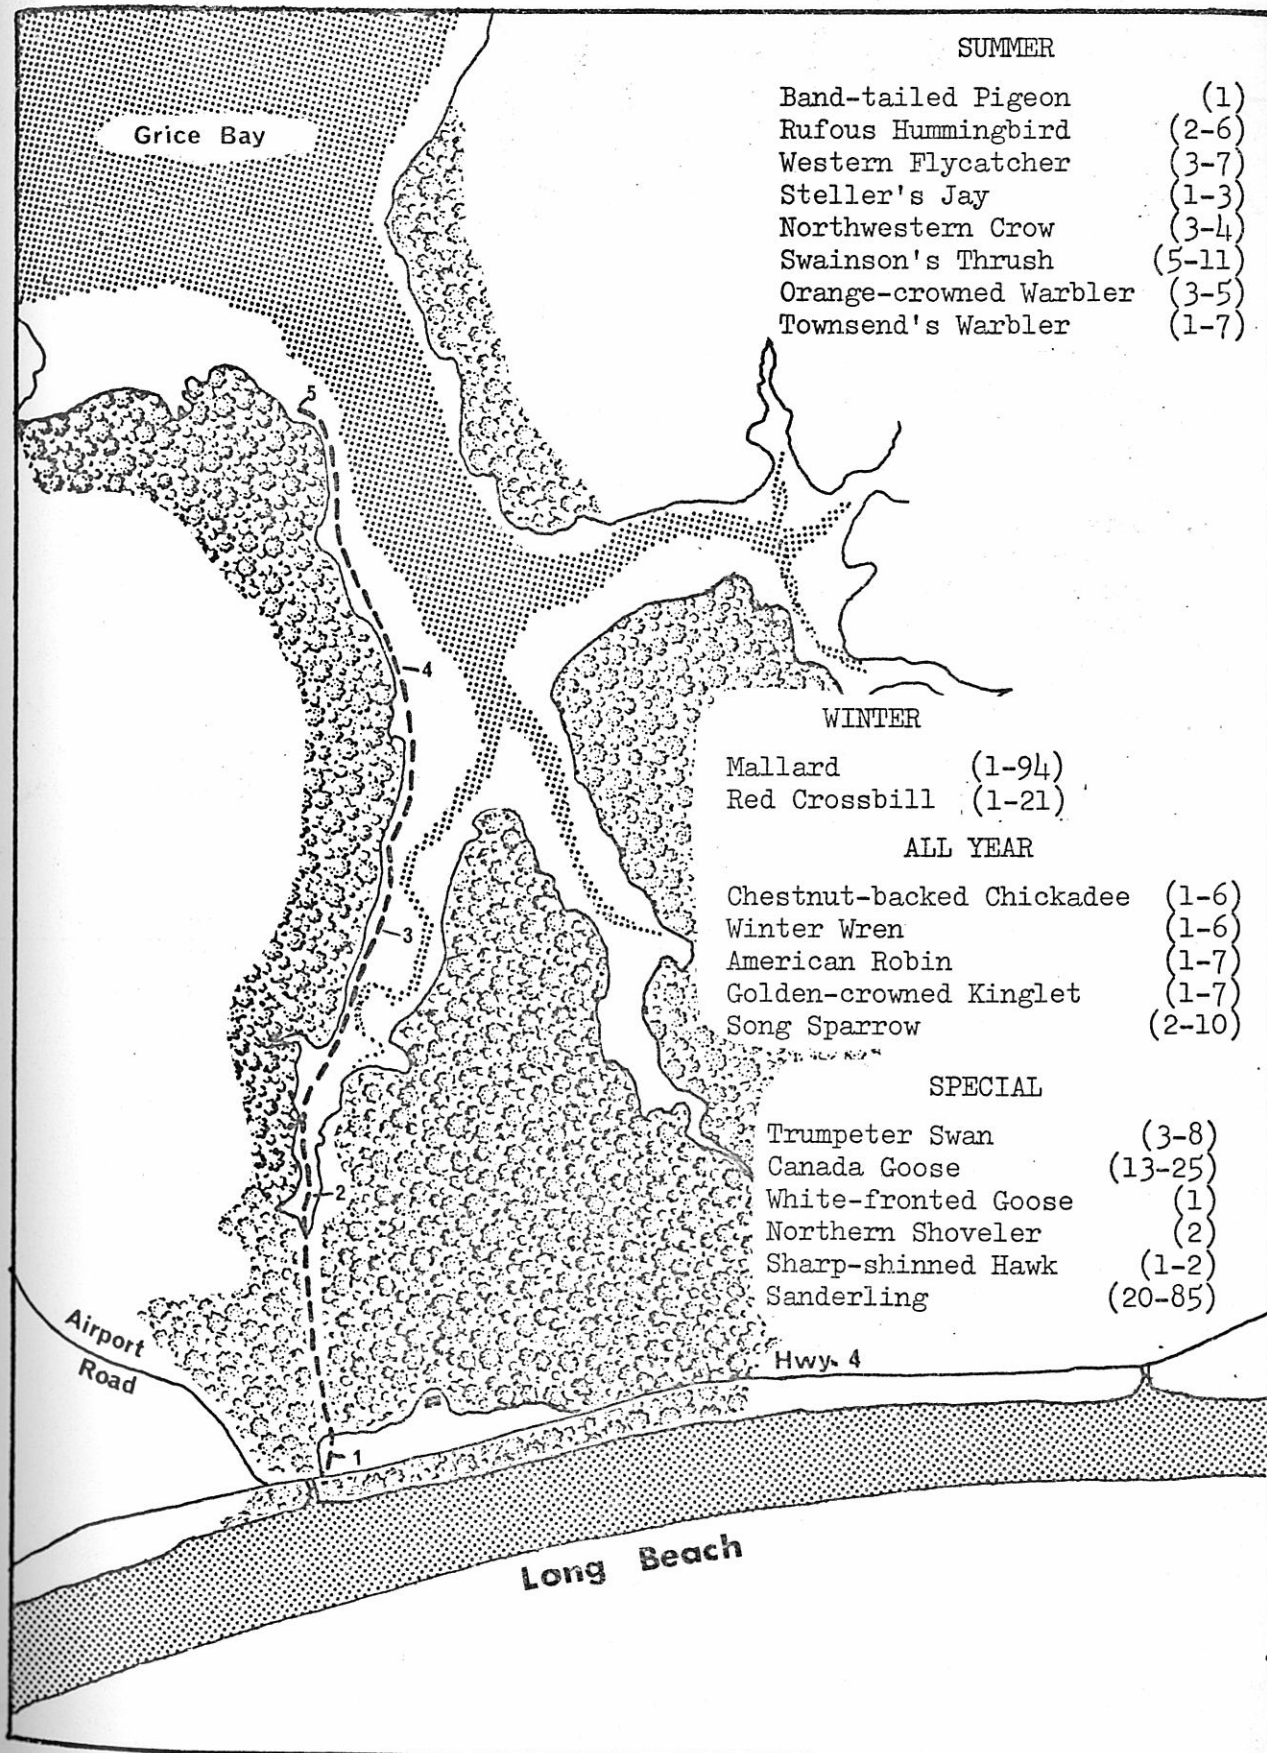 SUMMER
Band-tailed Pigeon (1)
Rufous Hummingbird (2-6)
Western Flycatcher (3-7)
Steller's Jay (1-3)
Northwestern Crow (3-4)
Swainson's Thrush (5-11)
Orange-crowned Warbler (3-5)
Townsend's Warbler (1-7)
Grice Bay
5
4
WINTER
Mallard (1-94)
Red Crossbill (1-21)
ALL YEAR
Chestnut-backed Chickadee (1-6)
Winter Wren (1-6)
American Robin (1-7)
Golden-crowned Kinglet (1-7)
Song Sparrow (2-10)
3
SPECIAL
Trumpeter Swan (3-8)
Canada Goose (13-25)
White-fronted Goose (1)
Northern Shoveler (2)
Sharp-shinned Hawk (1-2)
Sanderling (20-85)
2
Airport
Road
Hwy. 4
1
Long Beach